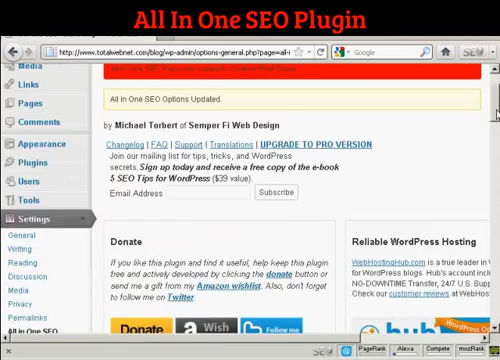 All In One SEO Plugin
http://www.totalwebnet.com/blog/wp-admin/options-general.php?page=all-i
Google
SEO
Media
Links
Pages
Comments
Appearance
Plugins
Users
Tools
Settings
General
Writing
Reading
Discussion
Media
Privacy
Permalinks
All in One SEO Options Updated.
by Michael Torbert of Semper Fi Web Design
Changelog | FAQ | Support | Translations | UPGRADE TO PRO VERSION
Join our mailing list for tips, tricks, and WordPress
secrets. Sign up today and receive a free copy of the e-book
5 SEO Tips for WordPress ($39 value).
Email Address
Subscribe
Donate
If you like this plugin and find it useful, help keep this plugin
free and actively developed by clicking the donate button or
send me a gift from my Amazon wishlist. Also, don't forget
to follow me on Twitter
Donate
Wish
Follow me
Reliable WordPress Hosting
WebHostingHub.com is a true leader in
for WordPress blogs. Hub's account inclu
NO-DOWNTIME Transfer, 24/7 U.S. Suppo
Check our customer reviews at WebHos
hub
WordPress
PageRank
Alexa
Compete
mozRank